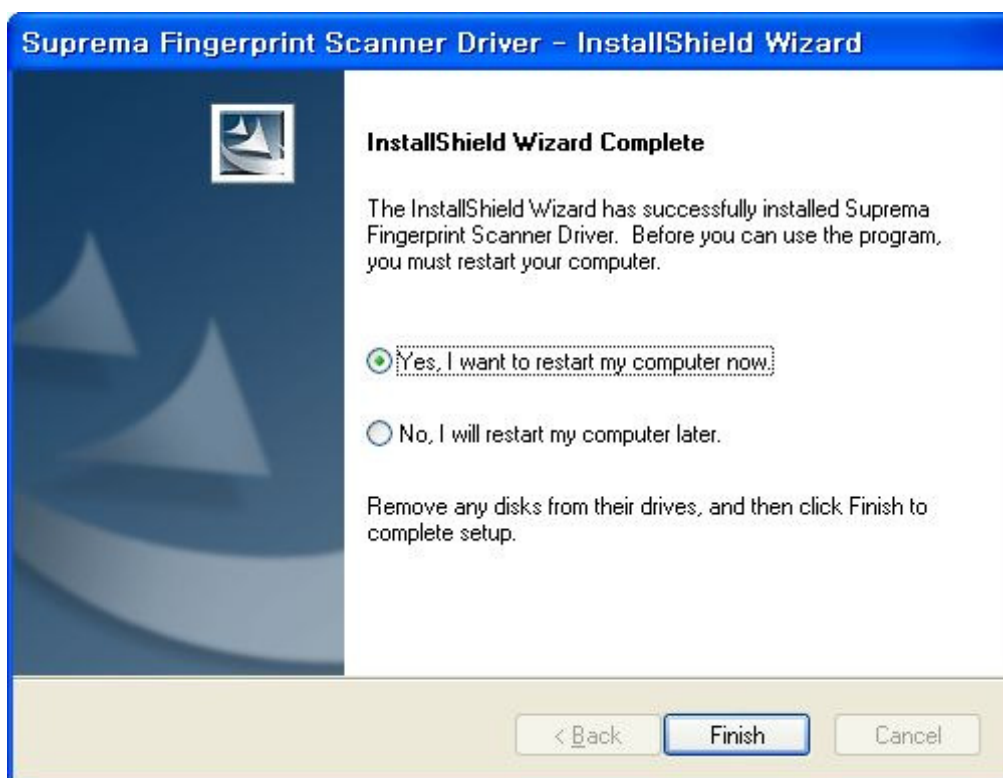 Suprema Fingerprint Scanner Driver - InstallShield Wizard
InstallShield Wizard Complete
The InstallShield Wizard has successfully installed Suprema
Fingerprint Scanner Driver.  Before you can use the program,
you must restart your computer.
Yes, I want to restart my computer now.
No, I will restart my computer later.
Remove any disks from their drives, and then click Finish to
complete setup.
< Back Finish Cancel